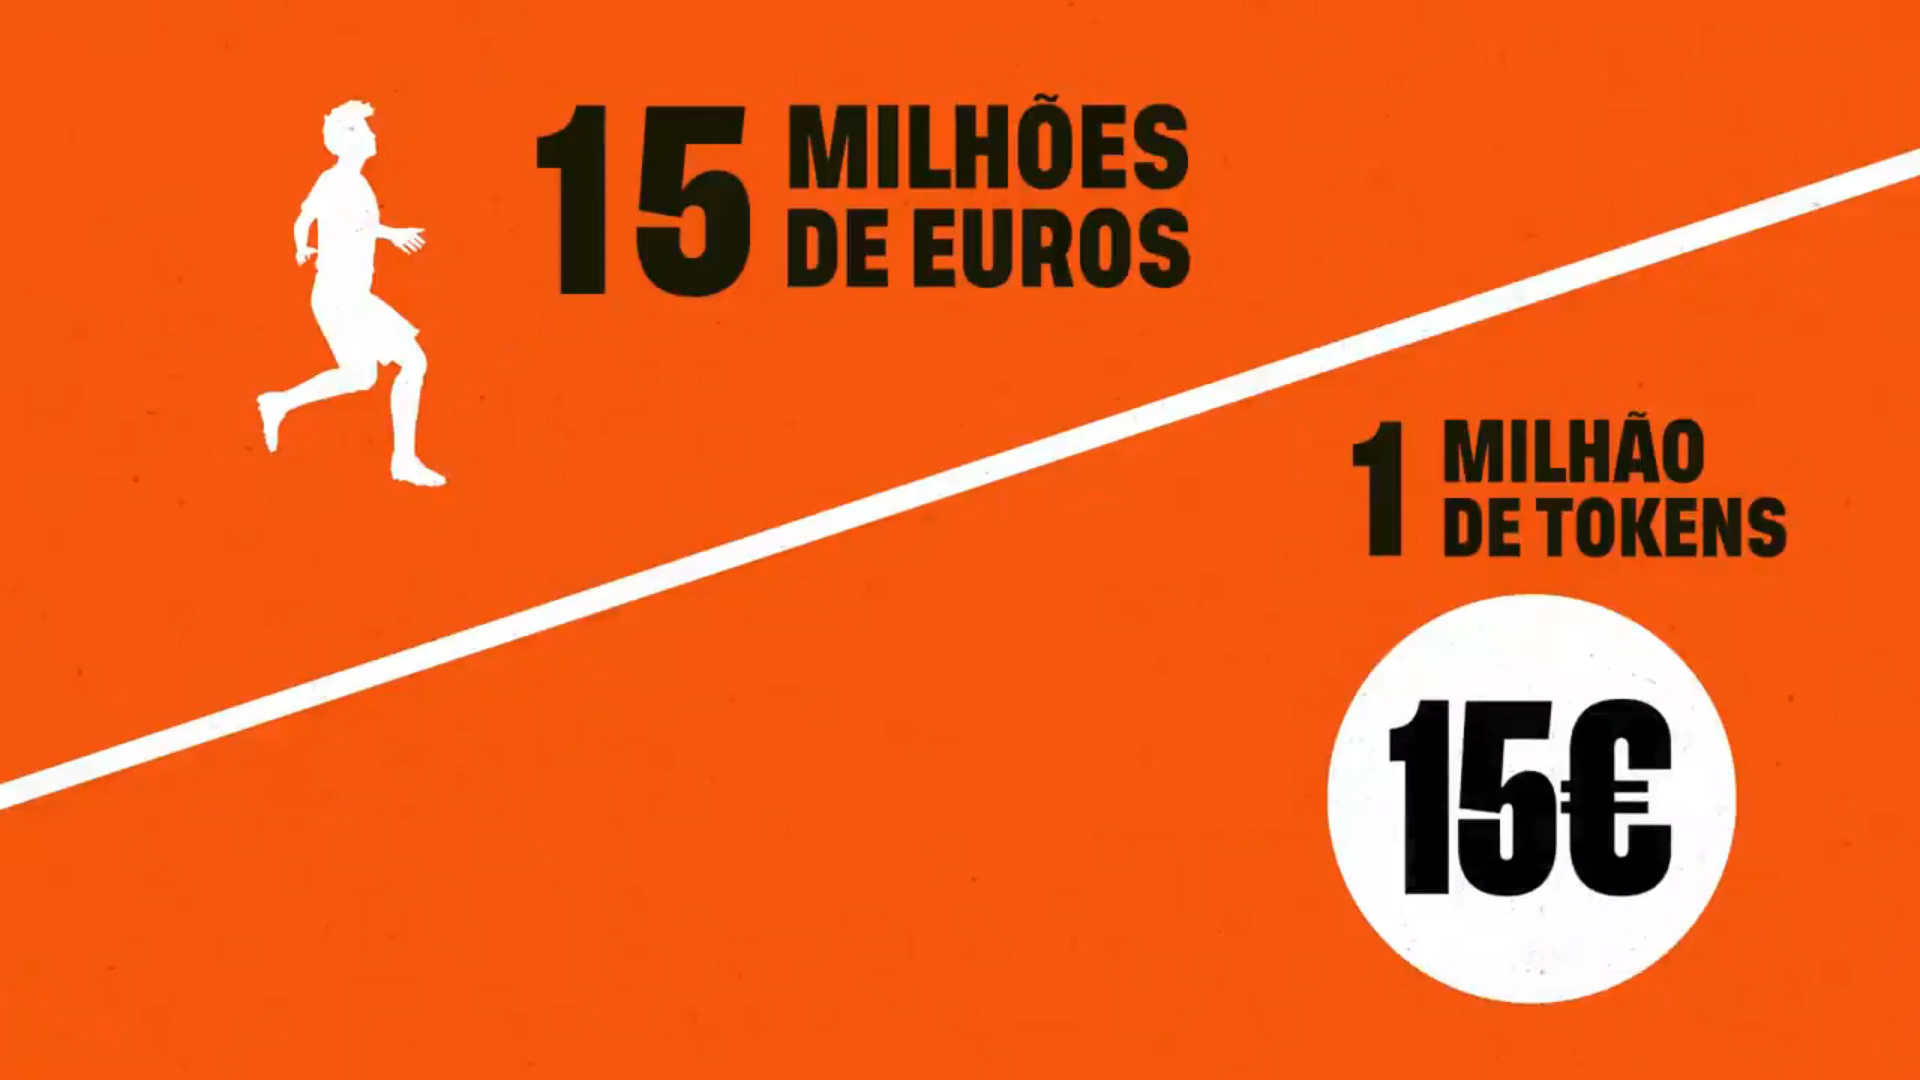 15 MILHÕES
DE EUROS
1 MILHÃO
DE TOKENS
15€